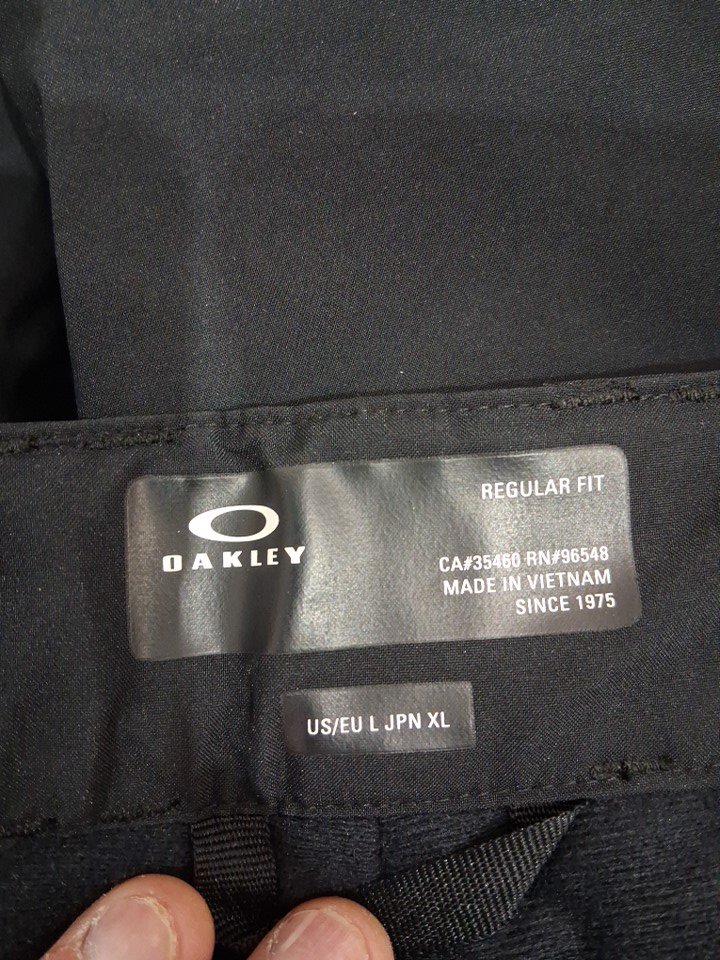 OAKLEY
REGULAR FIT
CA#35460 RN#96548
MADE IN VIETNAM
SINCE 1975
US/EU L JPN XL